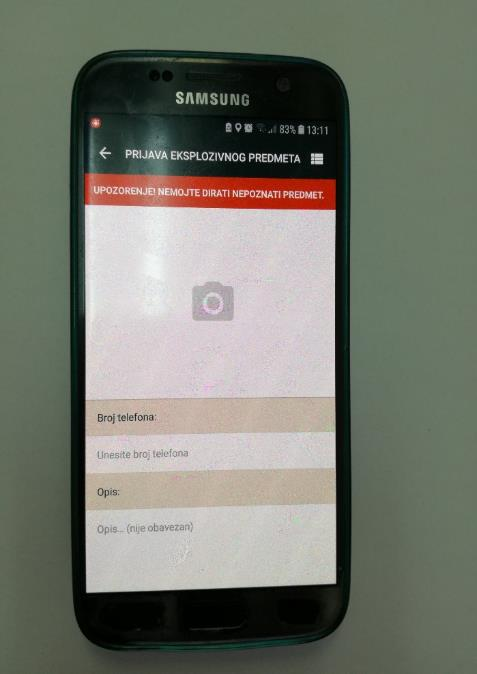 SAMSUNG
83% 13:11
PRIJAVA EKSPLOZIVNOG PREDMETA
UPOZORENJE! NEMOJTE DIRATI NEPOZNATI PREDMET.
Broj telefona:
Unesite broj telefona
Opis:
Opis... (nije obavezan)